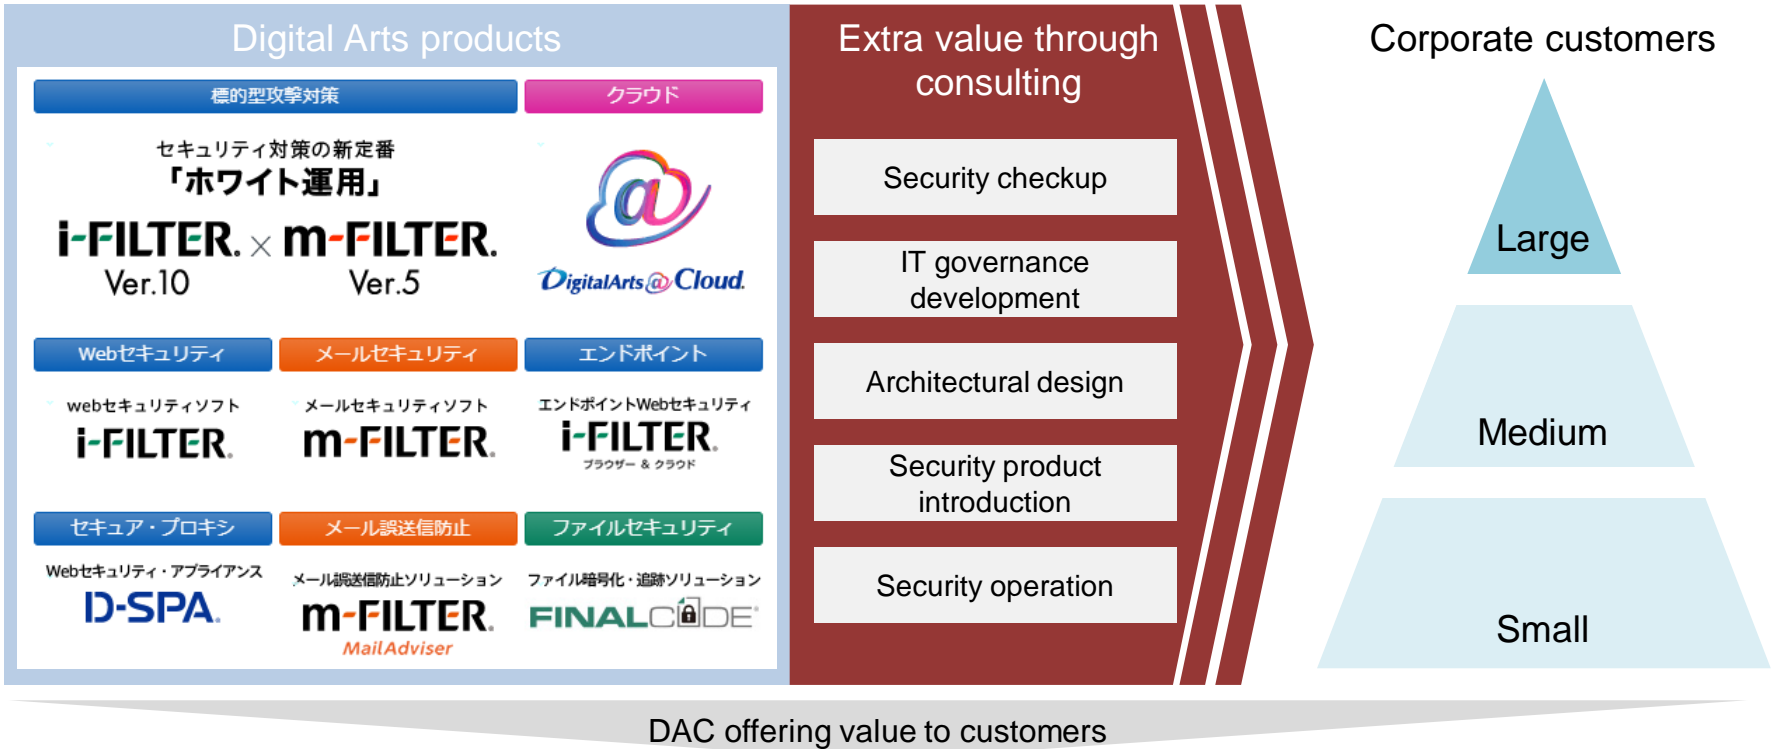 Digital Arts products
標的型攻撃対策
クラウド
セキュリティ対策の新定番
「ホワイト運用」
i-FILTER. × m-FILTER.
Ver.10
Ver.5
@
DigitalArts@Cloud.
Webセキュリティ
メールセキュリティ
エンドポイント
webセキュリティソフト
i-FILTER.
メールセキュリティソフト
m-FILTER.
エンドポイントWebセキュリティ
i-FILTER.
ブラウザー & クラウド
セキュア・プロキシ
メール誤送信防止
ファイルセキュリティ
Webセキュリティ・アプライアンス
D-SPA.
メール誤送信防止ソリューション
m-FILTER.
MailAdviser
ファイル暗号化・追跡ソリューション
FINALCODE
Extra value through
consulting
Security checkup
IT governance
development
Architectural design
Security product
introduction
Security operation
Corporate customers
Large
Medium
Small
DAC offering value to customers